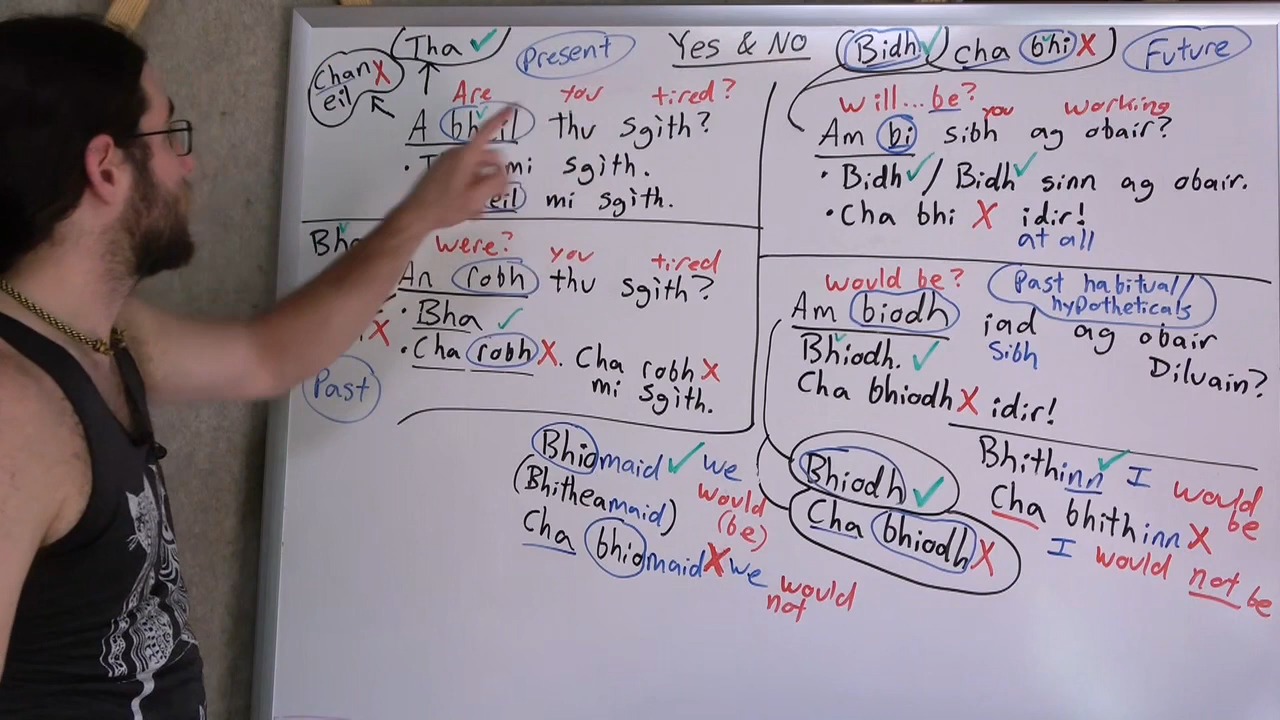 Yes & No
Tha ✓
Present
Chan X
eil
Are you tired?
A bheil thu sgìth?
mi sgìth.
eil mi sgìth.
were? you tired
An robh thu sgìth?
• Bha ✓
• Cha robh X. Cha robh X
mi sgìth.
Past
Bidh ✓ cha bhi X
Future
will... be? you working
Am bi sibh ag obair?
• Bidh ✓ / Bidh ✓ sinn ag obair.
• Cha bhi X idir!
at all
would be?
Past habitual/
hypotheticals
Am biodh iad ag obair
sibh
Diluain?
Bhiodh. ✓
Cha bhiodh X idir!
Bhiomaid ✓ we
would
(be)
(Bhitheamaid)
Cha bhiomaid X we
would
not
Bhiodh ✓
Cha bhiodh X
Bhithinn ✓ I would
be
Cha bhithinn X
I would not be